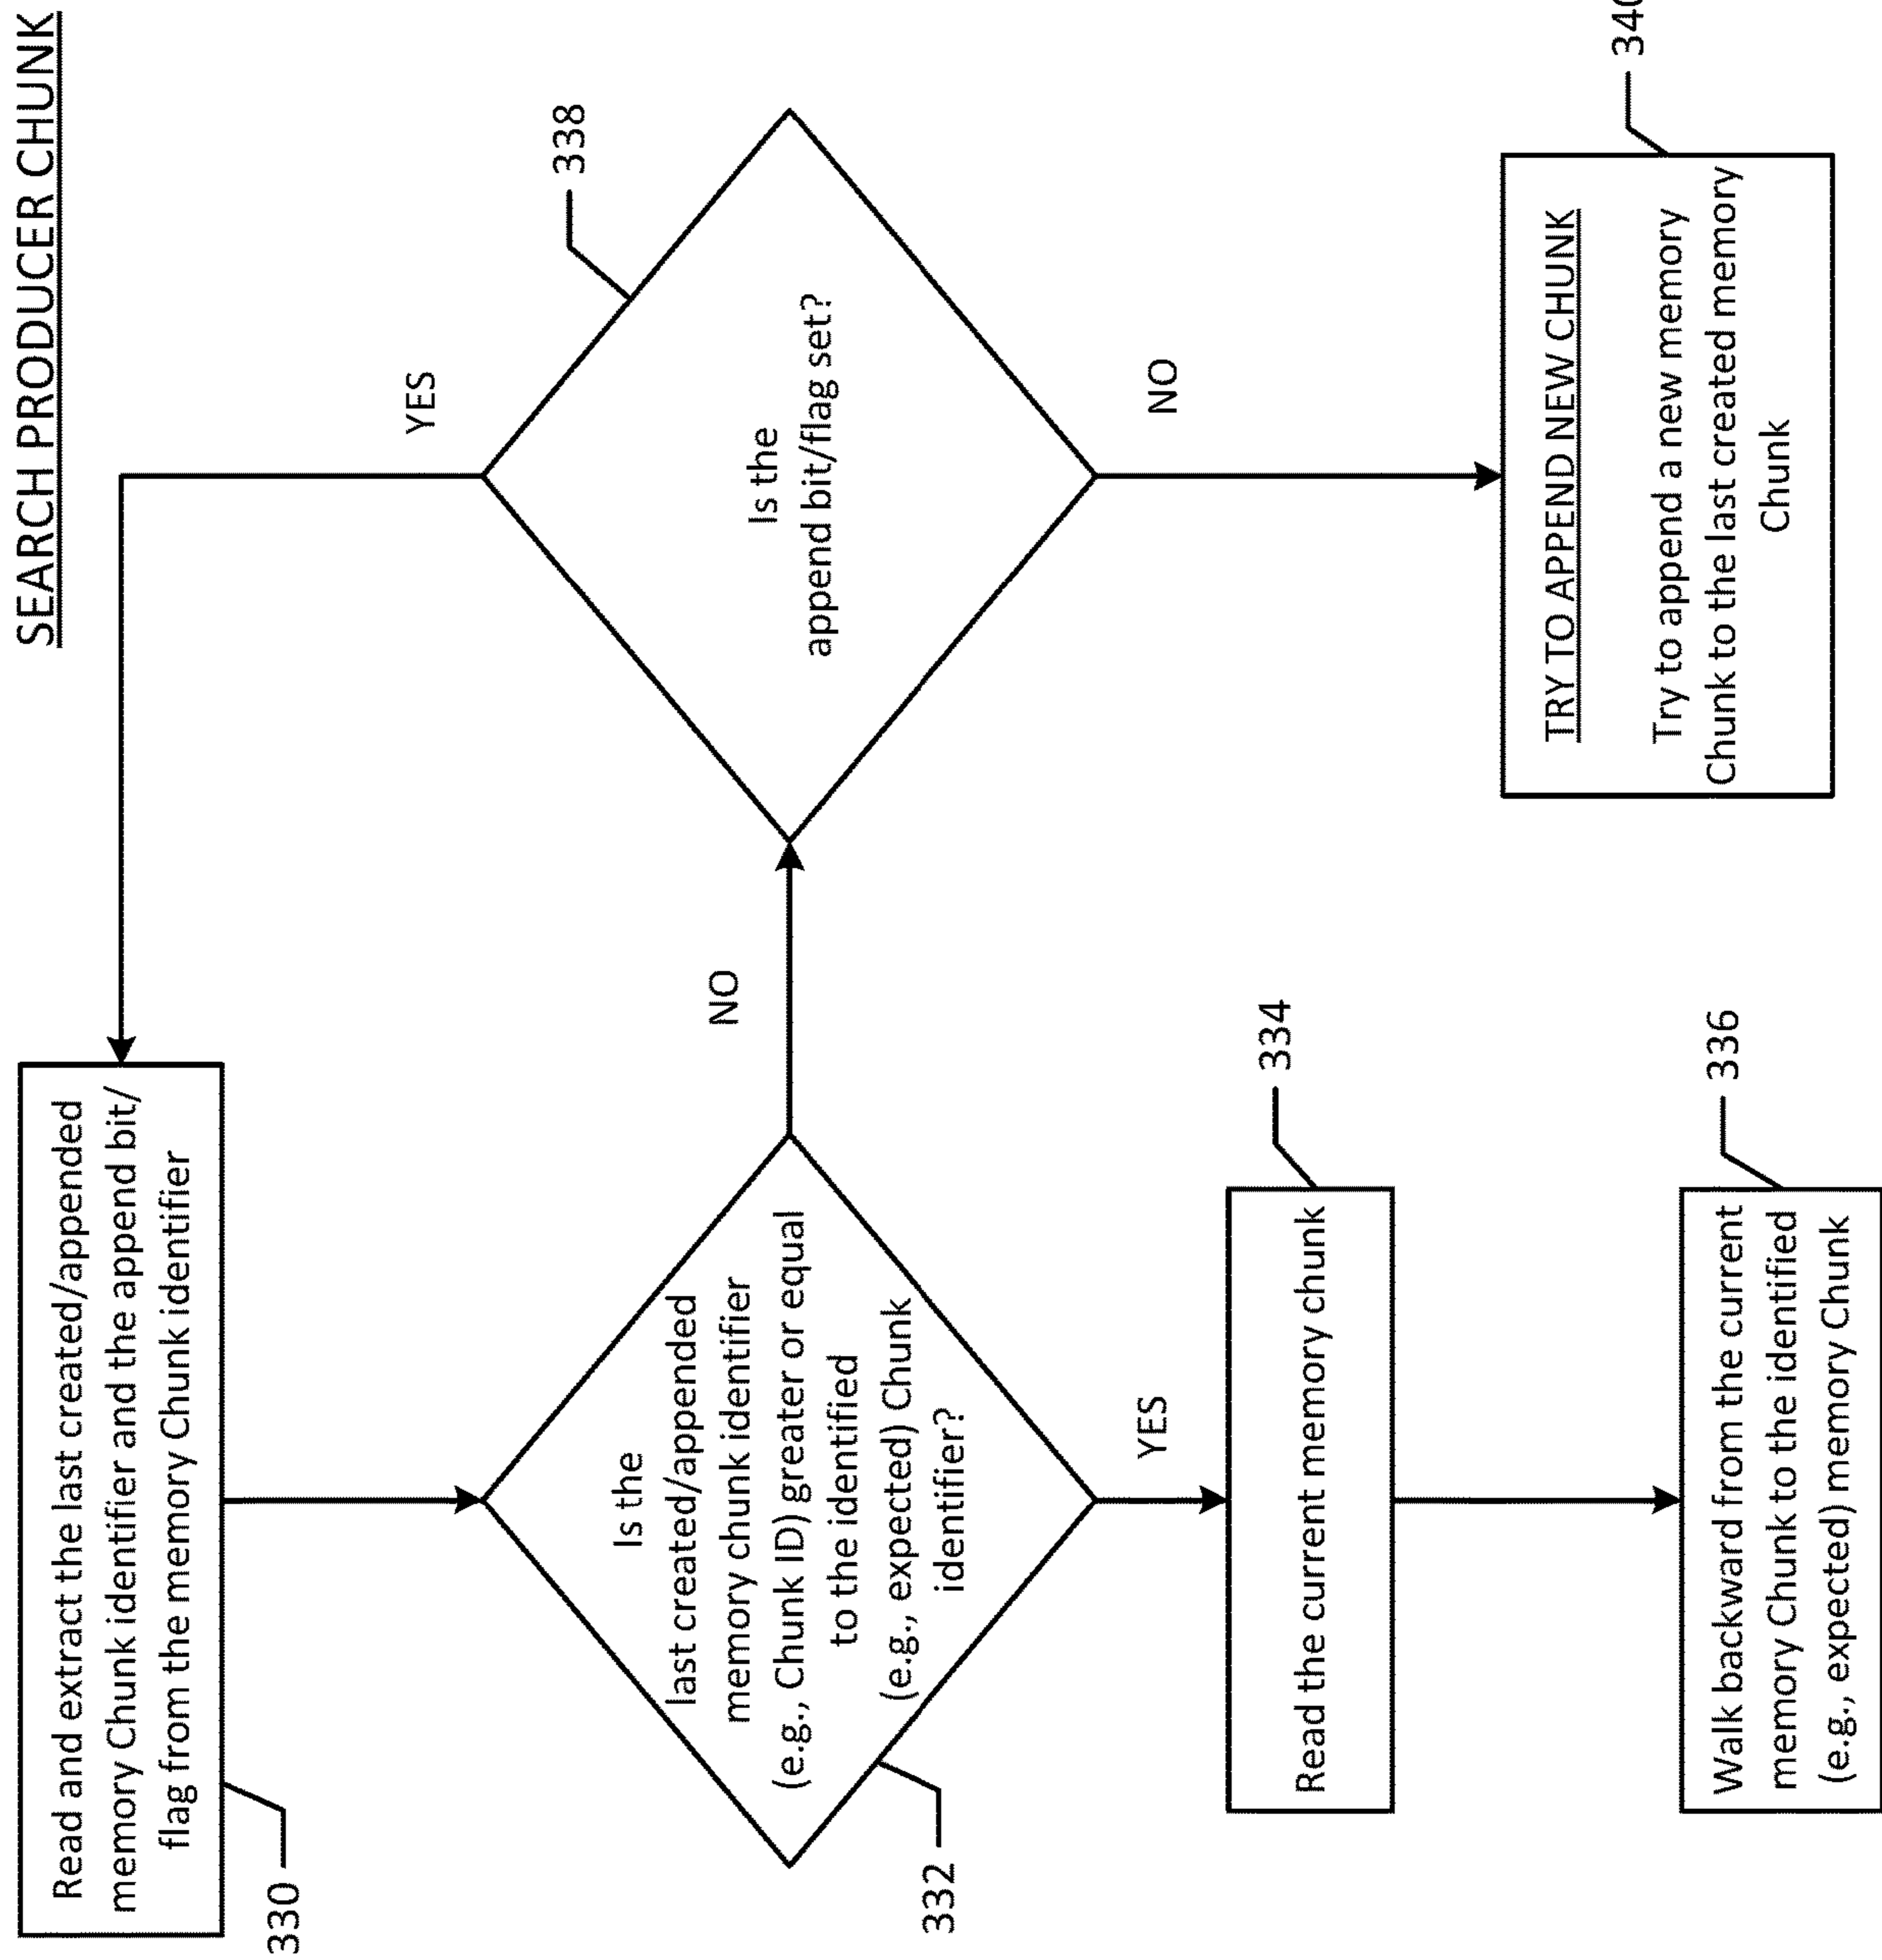 SEARCH PRODUCER CHUNK
Read and extract the last created/appended
memory Chunk identifier and the append bit/
flag from the memory Chunk identifier
330
Is the
last created/appended
memory chunk identifier
(e.g., Chunk ID) greater or equal
to the identified
(e.g., expected) Chunk
identifier?
332
NO
YES
Read the current memory chunk
334
Walk backward from the current
memory Chunk to the identified
(e.g., expected) memory Chunk
336
Is the
append bit/flag set?
338
YES
NO
TRY TO APPEND NEW CHUNK
Try to append a new memory
Chunk to the last created memory
Chunk
340